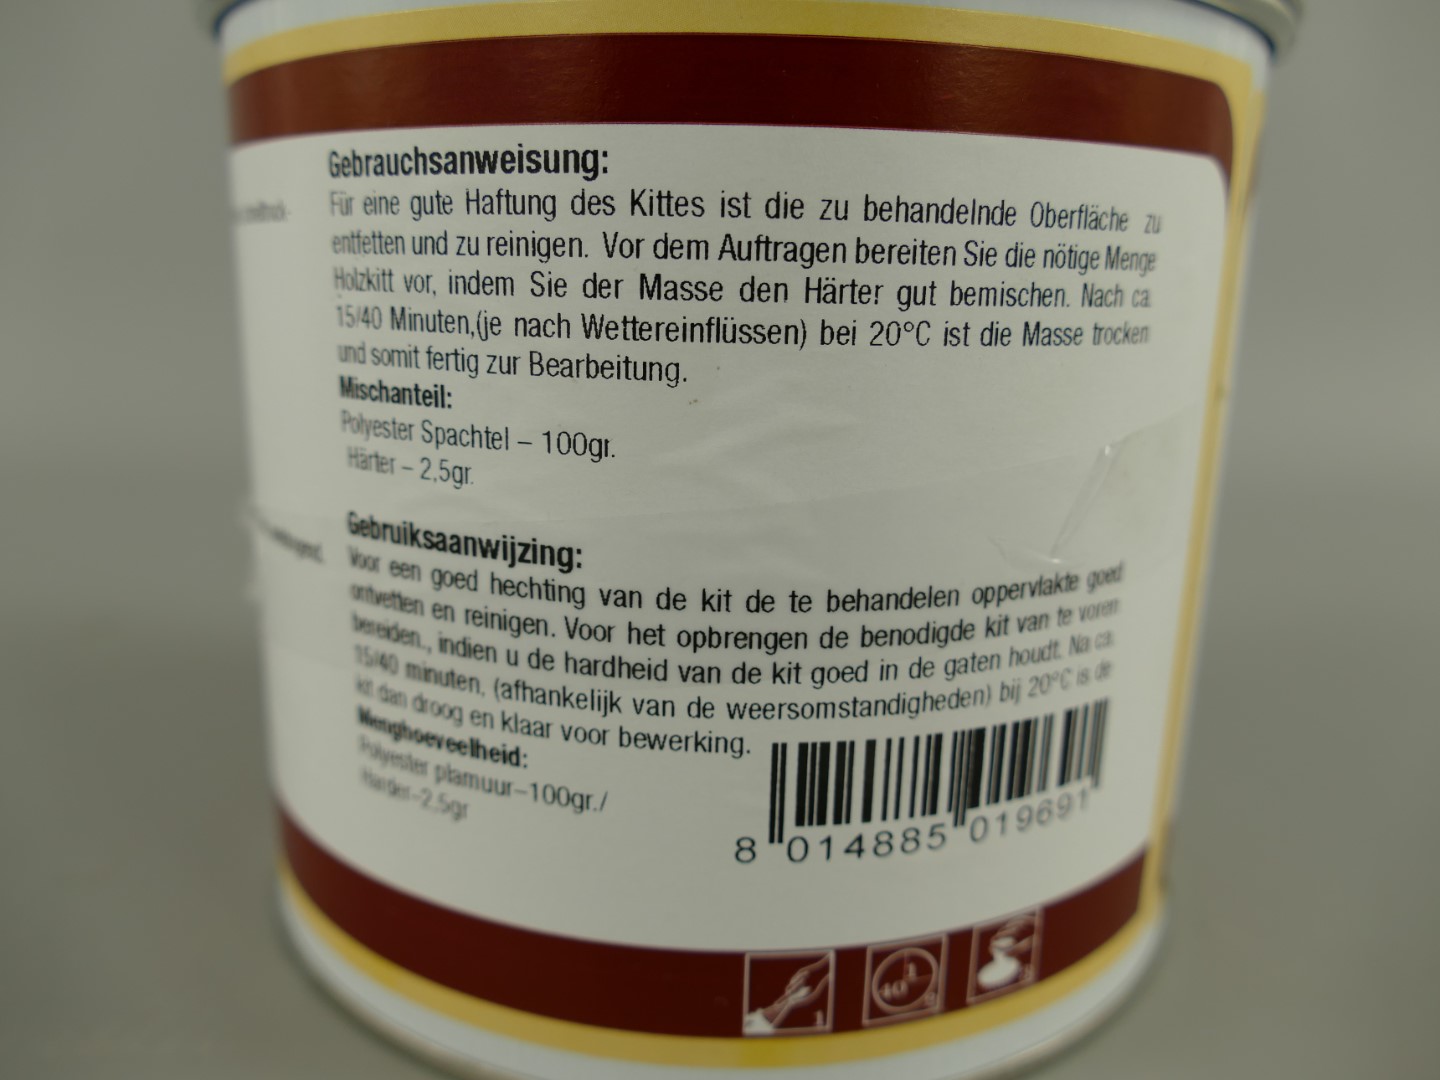 Gebrauchsanweisung:
Für eine gute Haftung des Kittes ist die zu behandelnde Oberfläche zu
entfetten und zu reinigen. Vor dem Auftragen bereiten Sie die nötige Menge
Holzkitt vor, indem Sie der Masse den Härter gut bemischen. Nach ca.
15/40 Minuten,(je nach Wettereinflüssen) bei 20°C ist die Masse trocken
und somit fertig zur Bearbeitung.
Mischanteil:
Polyester Spachtel – 100gr.
Härter – 2,5gr.
Gebruiksaanwijzing:
Voor een goed hechting van de kit de te behandelen oppervlakte goed
ontvetten en reinigen. Voor het opbrengen de benodigde kit van te voren
bereiden., indien u de hardheid van de kit goed in de gaten houdt. Na ca.
15/40 minuten, (afhankelijk van de weersomstandigheden) bij 20°C is de
kit dan droog en klaar voor bewerking.
Menghoeveelheid:
Polyester plamuur–100gr./
Harder–2,5gr
8 014885 019691
1